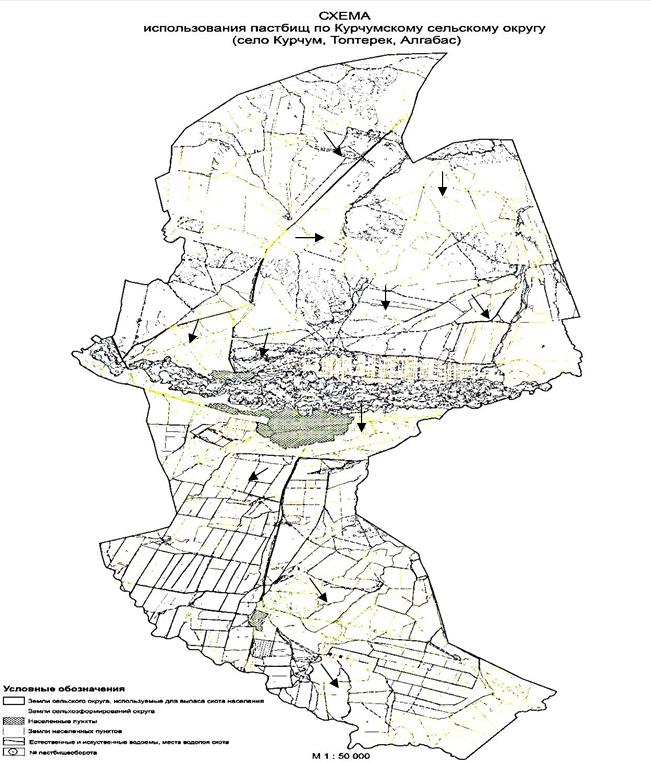 СХЕМА
использования пастбищ по Курчумскому сельскому округу
(село Курчум, Топтерек, Алгабас)
Условные обозначения
Земли сельского округа, используемые для выпаса скота населения
Земли сельхозформирований округа
Населенные пункты
Земли населенных пунктов
Естественные и искуственные водоемы, места водопоя скота
№ пастбищеоборота
М 1 : 50 000